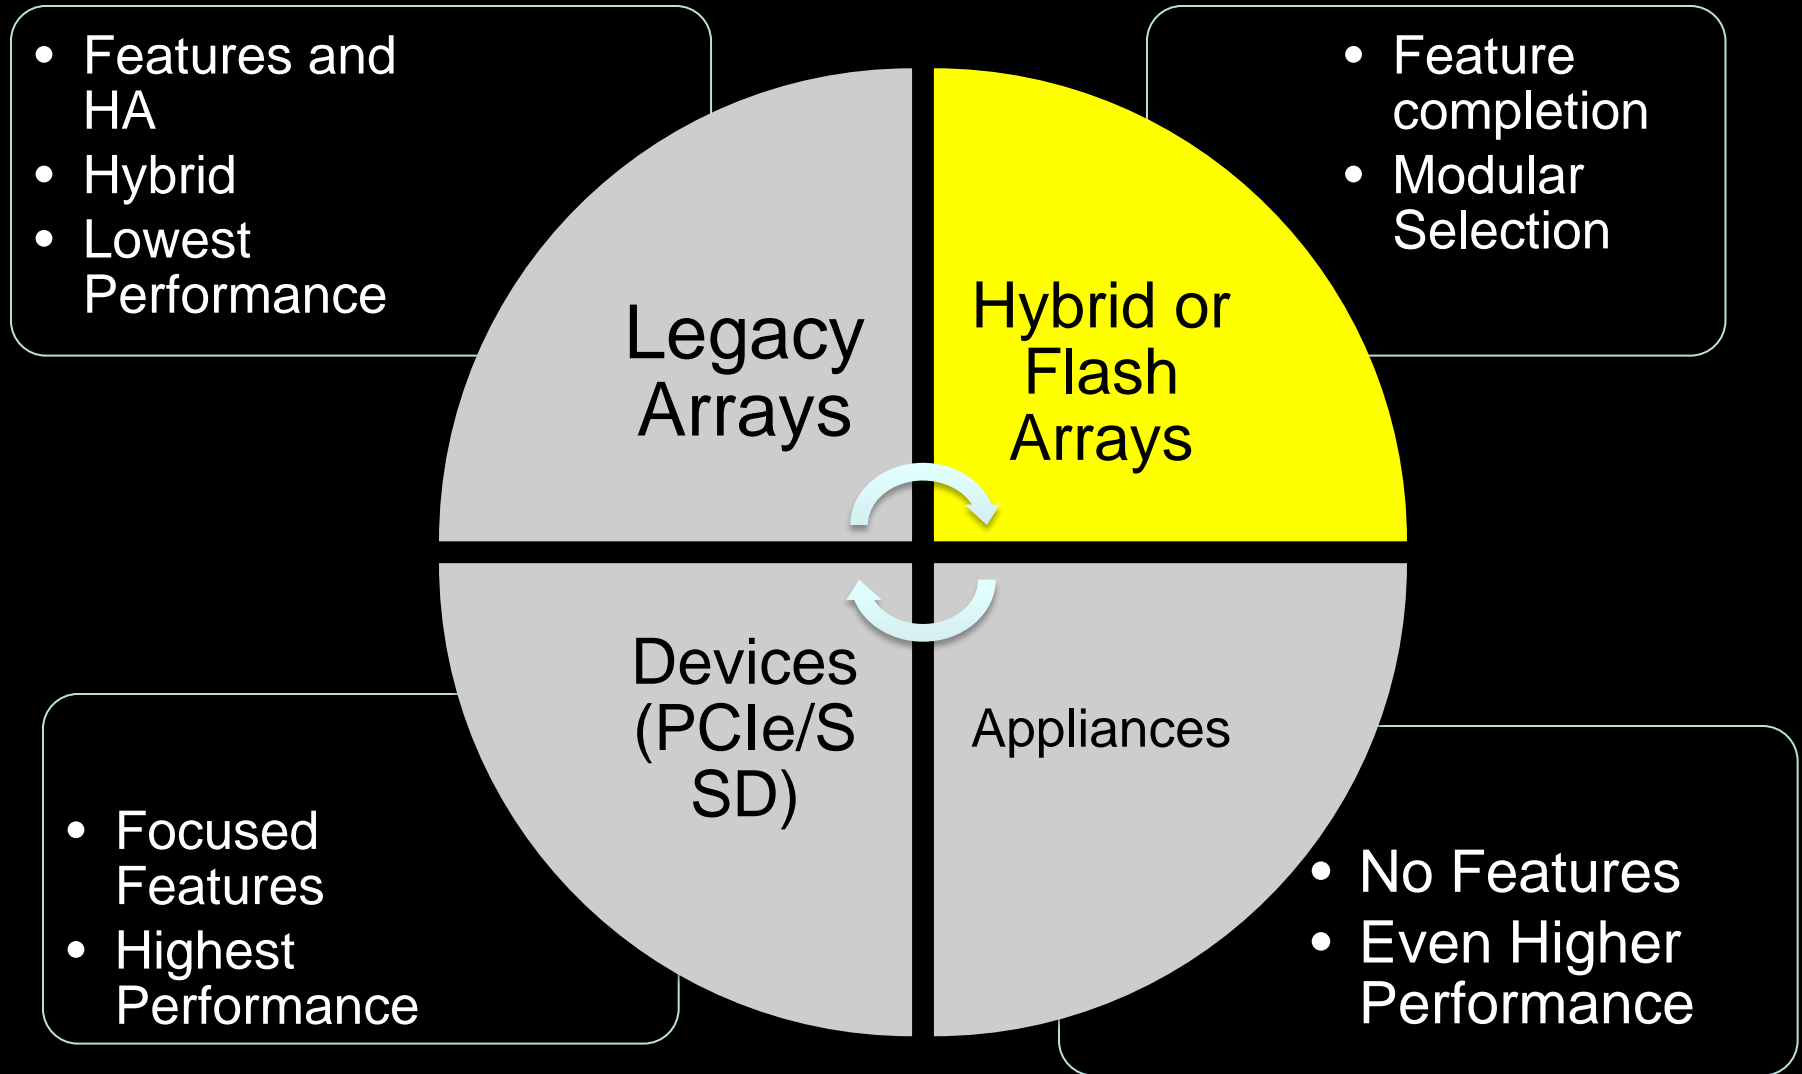 • Features and
HA
• Hybrid
• Lowest
Performance
• Feature
completion
• Modular
Selection
Legacy
Arrays
Hybrid or
Flash
Arrays
Devices
(PCIe/S
SD)
Appliances
• Focused
Features
• Highest
Performance
• No Features
• Even Higher
Performance